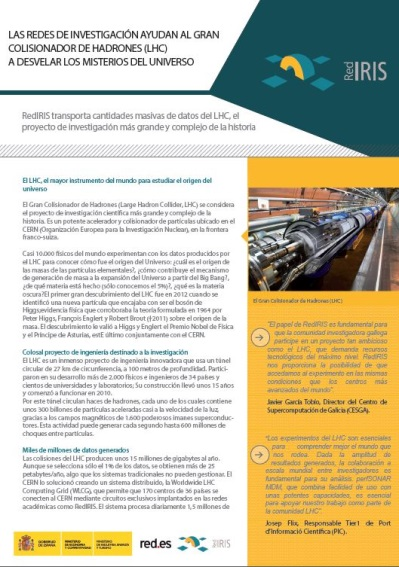 LAS REDES DE INVESTIGACIÓN AYUDAN AL GRAN
COLISIONADOR DE HADRONES (LHC)
A DESVELAR LOS MISTERIOS DEL UNIVERSO
RedIRIS
RedIRIS transporta cantidades masivas de datos del LHC, el
proyecto de investigación más grande y complejo de la historia
El LHC, el mayor instrumento del mundo para estudiar el origen del
universo
El Gran Colisionador de Hadrones (Large Hadron Collider, LHC) se considera
el proyecto de investigación científica más grande y complejo de la
historia. Es un potente acelerador y colisionador de partículas ubicado en el
CERN (Organización Europea para la Investigación Nuclear), en la frontera
franco-suiza.
Casi 10.000 físicos del mundo experimentan con los datos producidos por
el LHC para conocer cómo fue el origen del Universo: ¿cuál es el origen de
las masas de las partículas elementales?, ¿cómo contribuye el mecanismo
de generación de masa a la expansión del Universo a partir del Big Bang?,
¿de qué materia está hecho (sólo conocemos el 5%)?, ¿qué es la materia
oscura?El primer gran descubrimiento del LHC fue en 2012 cuando se
identificó una nueva partícula que encajaba con ser el bosón de
Higgsuevidencia física que corroboraba la teoría formulada en 1964 por
Peter Higgs, François Englert y Robert Brout (†2011) sobre el origen de la
masa. El descubrimiento le valió a Higgs y Englert el Premio Nobel de Física
y el Príncipe de Asturias, estE último conjuntamente con el CERN.
Colosal proyecto de ingeniería destinado a la investigación
El LHC es un inmenso proyecto de ingeniería innovadora que usa un túnel
circular de 27 km de circunferencia, a 100 metros de profundidad. Partici-
paron en su desarrollo más de 2.000 físicos e ingenieros de 34 países y
cientos de universidades y laboratorios; Su construcción llevó unos 15 años
y comenzó a funcionar en 2010.
Por este túnel circulan haces de hadrones, cada uno de los cuales contiene
unos 300 billones de partículas aceleradas casi a la velocidad de la luz,
gracias a los campos magnéticos de 1.600 poderosos imanes superconduc-
tores. Esta actividad puede generar cada segundo hasta 600 millones de
choques entre partículas.
Miles de millones de datos generados
Las colisiones del LHC producen unos 15 millones de gigabytes al año.
Aunque se selecciona sólo el 1% de los datos, se obtienen más de 25
petabytes/año, algo que los sistemas tradicionales no pueden gestionar. El
CERN lo solucionó creando un sistema distribuido, la Worldwide LHC
Computing Grid (WLCG), que permite que 170 centros de 36 países se
conecten al CERN mediante circuitos exclusivos implantados en las redes
académicas como RedIRIS. El sistema procesa diariamente 1,5 millones de
El Gran Colisionador de Hadrones (LHC)
"El papel de RedIRIS es fundamental para
que la comunidad investigadora gallega
participe en un proyecto tan ambicioso
como el LHC, que demanda recursos
tecnológicos del máximo nivel. RedIRIS
nos proporciona la posibilidad de que
accedamos al experimento en las mismas
condiciones que los centros más
avanzados del mundo"
Javier García Tobío, Director del Centro de
Supercomputación de Galicia (CESGA).
"Los experimentos del LHC son esenciales
para comprender mejor el mundo que
nos rodea. Dada la amplitud de
resultados generados, la colaboración a
escala mundial entre investigadores es
fundamental para su análisis. perfSONAR
MDM, que combina facilidad de uso con
unas potentes capacidades, es esencial
para apoyar nuestro trabajo como parte de
la comunidad LHC".
Josep Flix, Responsable Tier1 de Port
d'Informació Científica (PIC).
GOBIERNO
DE ESPAÑA
MINISTERIO
red.es
RedIRIS